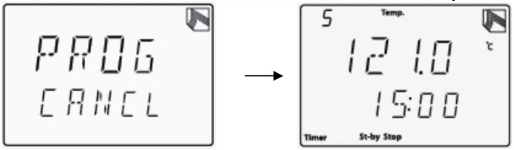 PROG
CANCL
5 Temp.
121.0 ℃
15:00
Timer St-by Stop